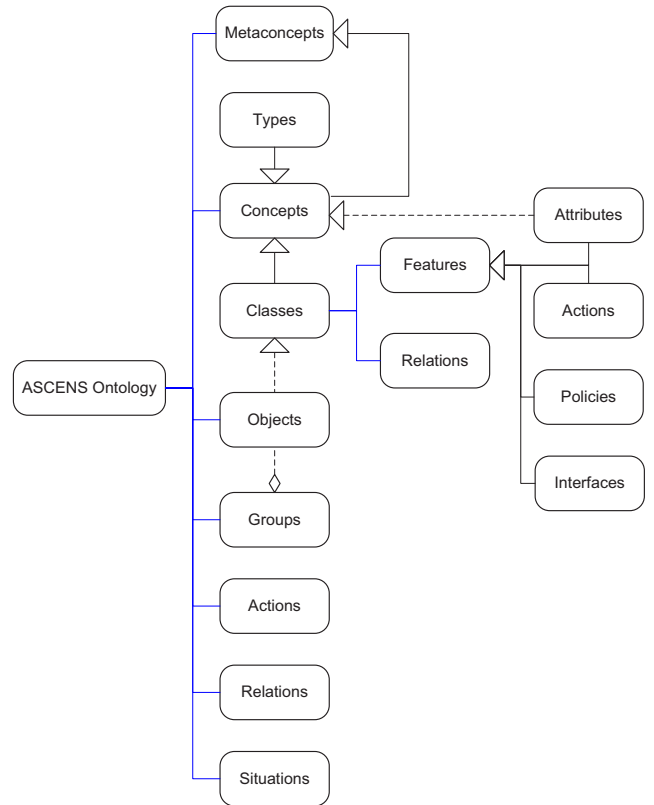 Metaconcepts
Types
Concepts
Attributes
Features
Classes
Actions
Relations
ASCENS Ontology
Objects
Policies
Interfaces
Groups
Actions
Relations
Situations